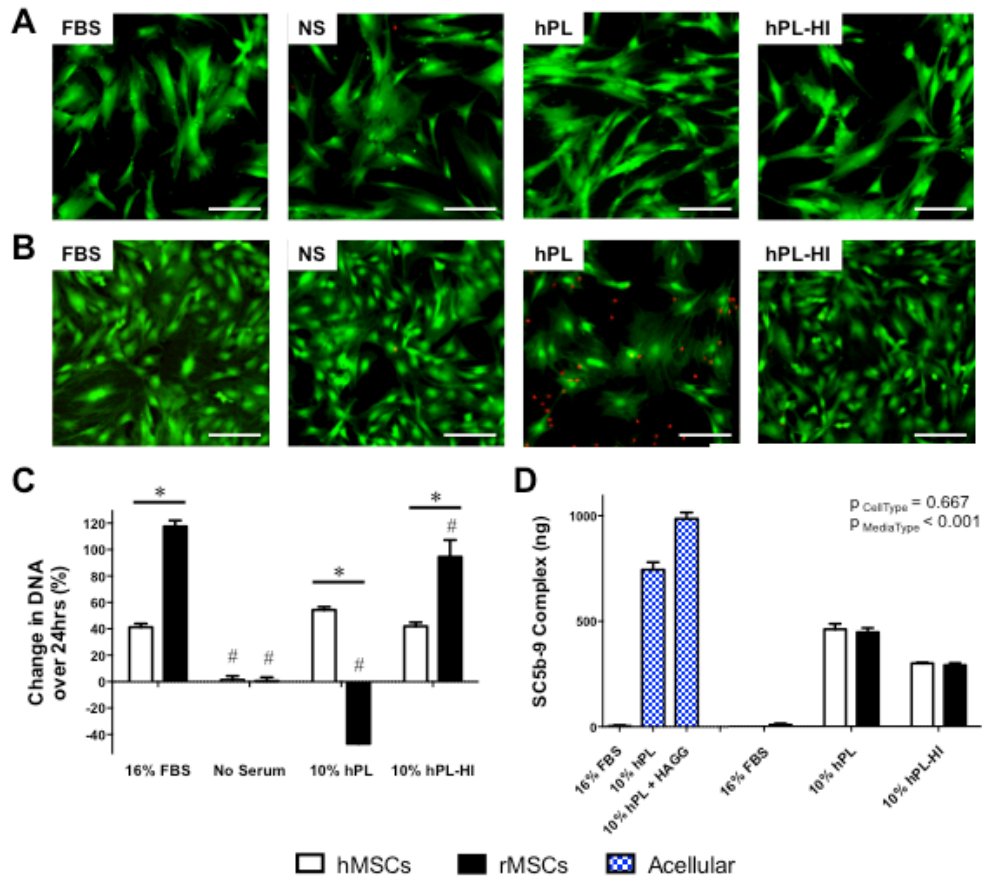 A
FBS
NS
hPL
hPL-HI
B
FBS
NS
hPL
hPL-HI
C
Change in DNA
over 24hrs (%)
120
100
80
60
40
20
0
-20
-40
*
#
#
*
#
*
#
16% FBS
No Serum
10% hPL
10% hPL-HI
D
SC5b-9 Complex (ng)
1000
500
0
p CellType = 0.667
p MediaType < 0.001
16% FBS
10% hPL
10% hPL + HAGG
16% FBS
10% hPL
10% hPL-HI
hMSCs
rMSCs
Acellular